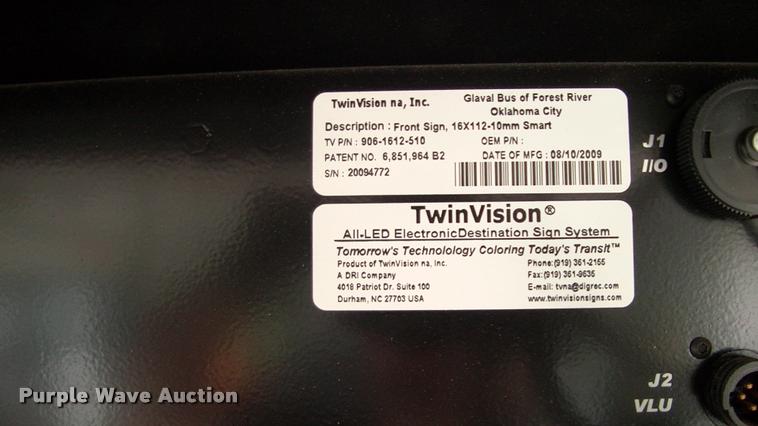 TwinVision na, Inc.
Glaval Bus of Forest River
Oklahoma City
Description : Front Sign, 16X112-10mm Smart
TV P/N : 906-1612-510
OEM P/N :
PATENT NO. 6,851,964 B2
DATE OF MFG : 08/10/2009
S/N : 20094772
J1
I/O
TwinVision®
All-LED ElectronicDestination Sign System
Tomorrow's Technolology Coloring Today's Transit™
Product of TwinVision na, Inc.
A DRI Company
4018 Patriot Dr. Suite 100
Durham, NC 27703 USA
Phone:(919) 361-2155
Fax:(919) 361-9635
E-mail: tvna@digrec.com
www.twinvisionsigns.com
J2
VLU
Purple Wave Auction